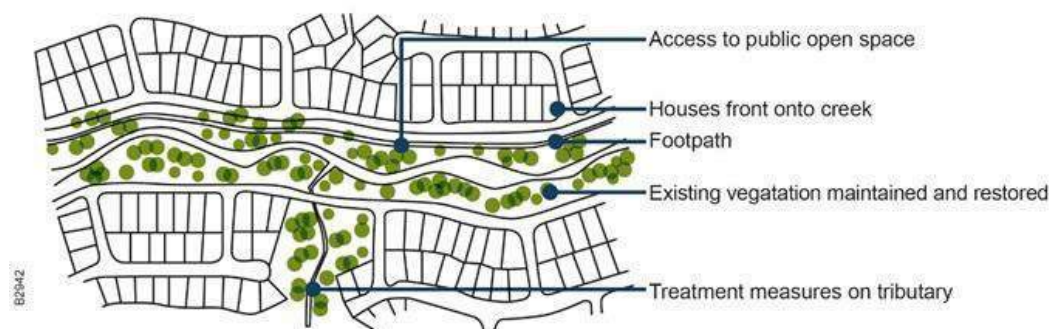 Access to public open space
Houses front onto creek
Footpath
Existing vegatation maintained and restored
Treatment measures on tributary
B2942